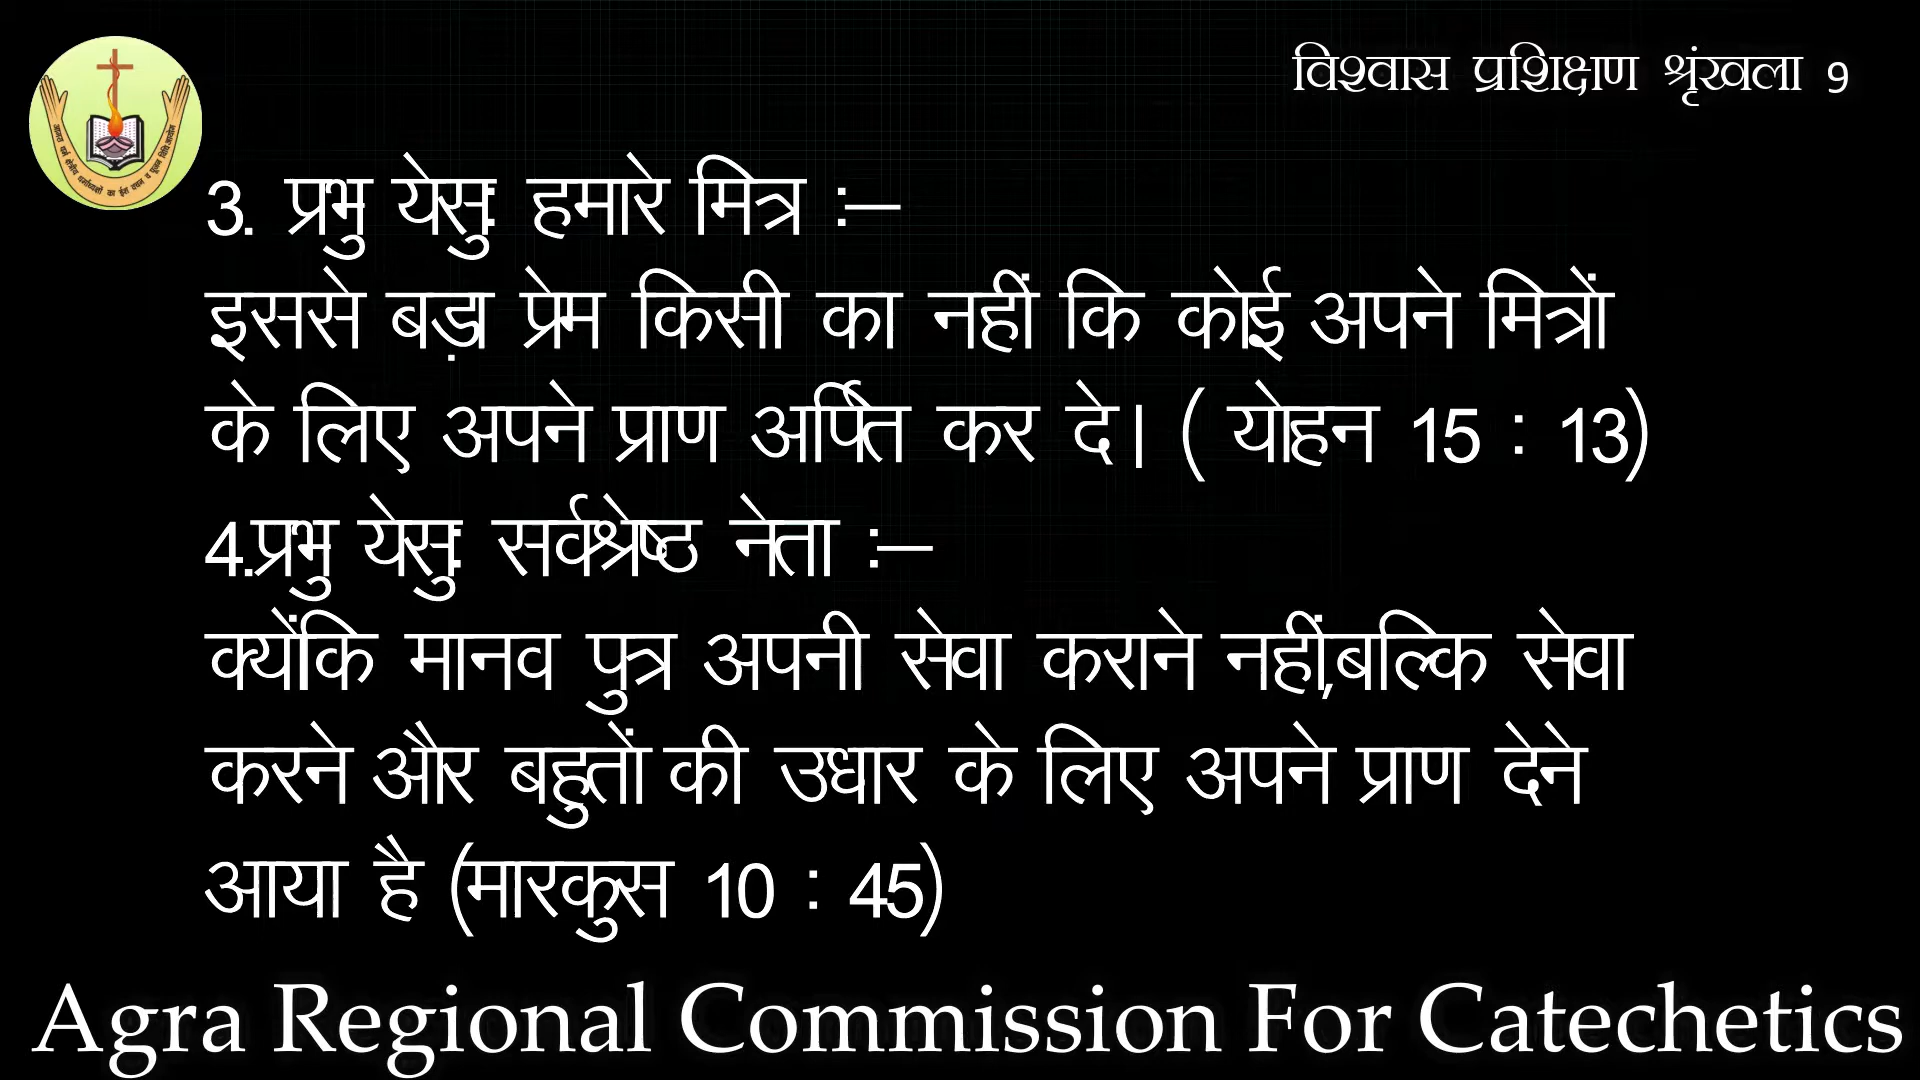 विश्वास प्रशिक्षण श्रृंखला 9
3. प्रभु येसुः हमारे मित्र :–
इससे बड़ा प्रेम किसी का नहीं कि कोई अपने मित्रों
के लिए अपने प्राण अर्पित कर दे। ( योहन 15 : 13)
4.प्रभु येसुः सर्वश्रेष्ठ नेता :–
क्योंकि मानव पुत्र अपनी सेवा कराने नहीं,बल्कि सेवा
करने और बहुतों की उधार के लिए अपने प्राण देने
आया है (मारकुस 10 : 45)
Agra Regional Commission For Catechetics